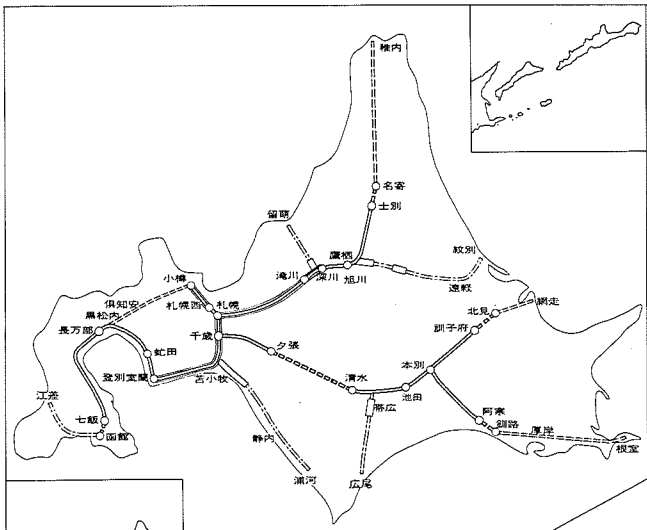 稚内
名寄
士別
留萌
鷹栖
紋別
小樽
滝川
深川
旭川
遠軽
倶知安
札幌西
札幌
網走
黒松内
北見
長万部
千歳
訓子府
夕張
虻田
本別
登別室蘭
苫小牧
清水
池田
江差
帯広
阿寒
七飯
釧路
厚岸
函館
静内
根室
浦河
広尾